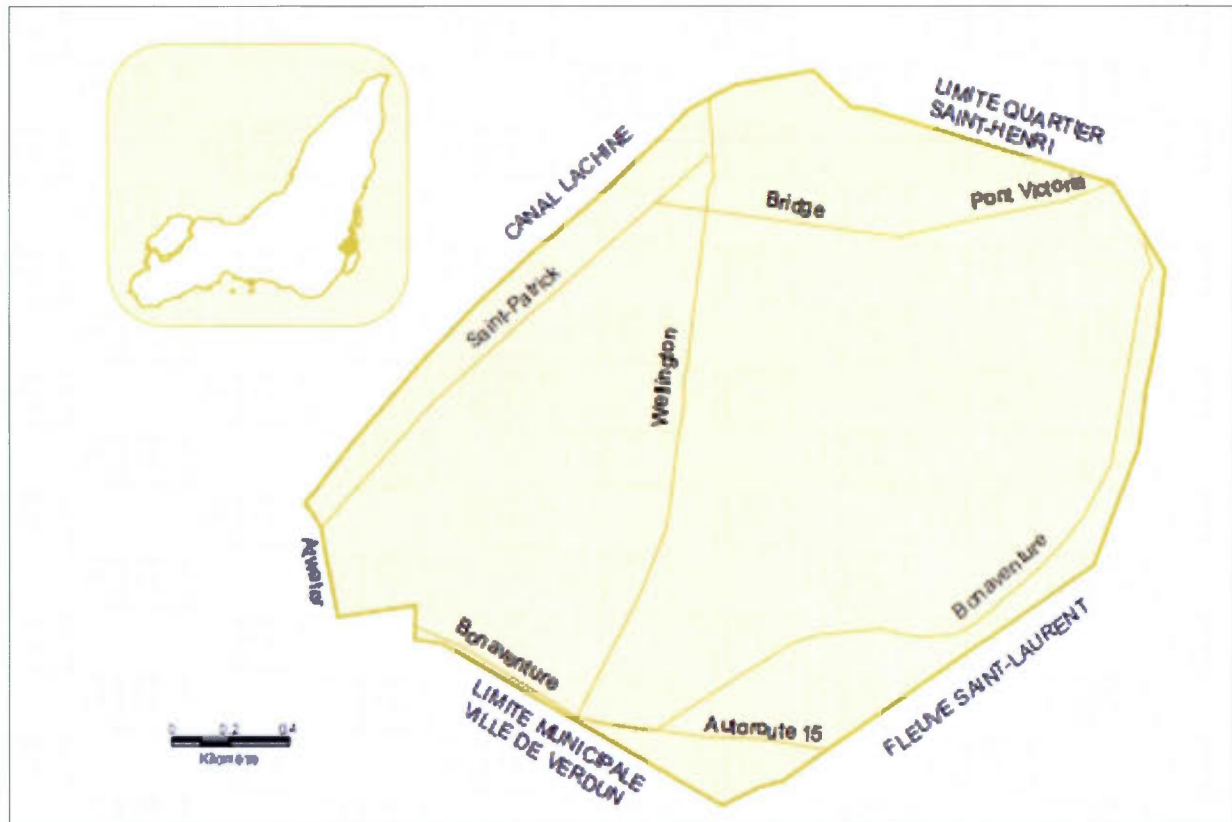 LIMITE QUARTIER
SAINT-HENRI
CANAL LACHINE
Bridge
Pont Victoria
Saint-Patrick
Wellington
Atwater
Bonaventure
Bonaventure
LIMITE MUNICIPALE
VILLE DE VERDUN
Autoroute 15
FLEUVE SAINT-LAURENT
0 0.2 0.4
Kilomètre